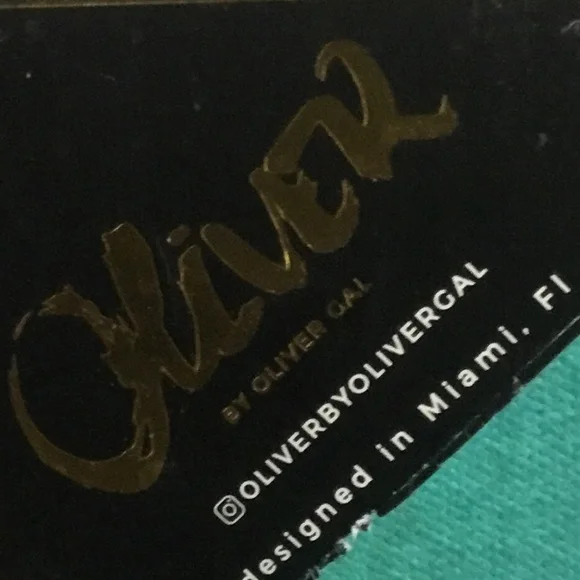 Oliver
BY OLIVER GAL
@OLIVERBYOLIVERGAL
designed in Miami, Fl